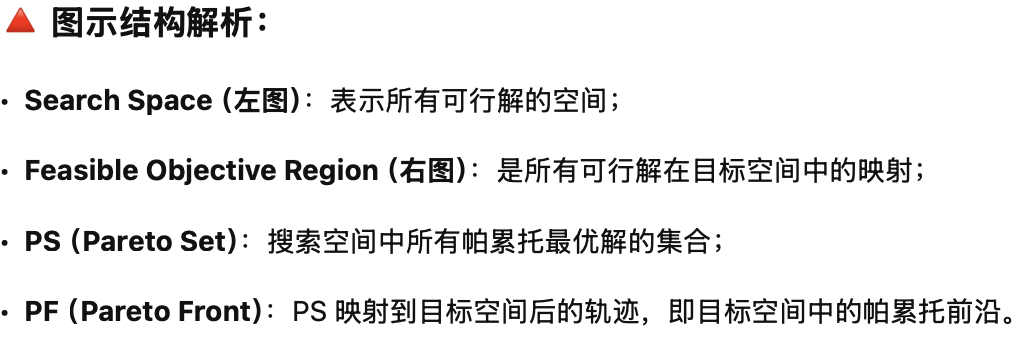 🔺 图示结构解析：
• Search Space（左图）：表示所有可行解的空间；
• Feasible Objective Region（右图）：是所有可行解在目标空间中的映射；
• PS（Pareto Set）：搜索空间中所有帕累托最优解的集合；
• PF（Pareto Front）：PS 映射到目标空间后的轨迹，即目标空间中的帕累托前沿。